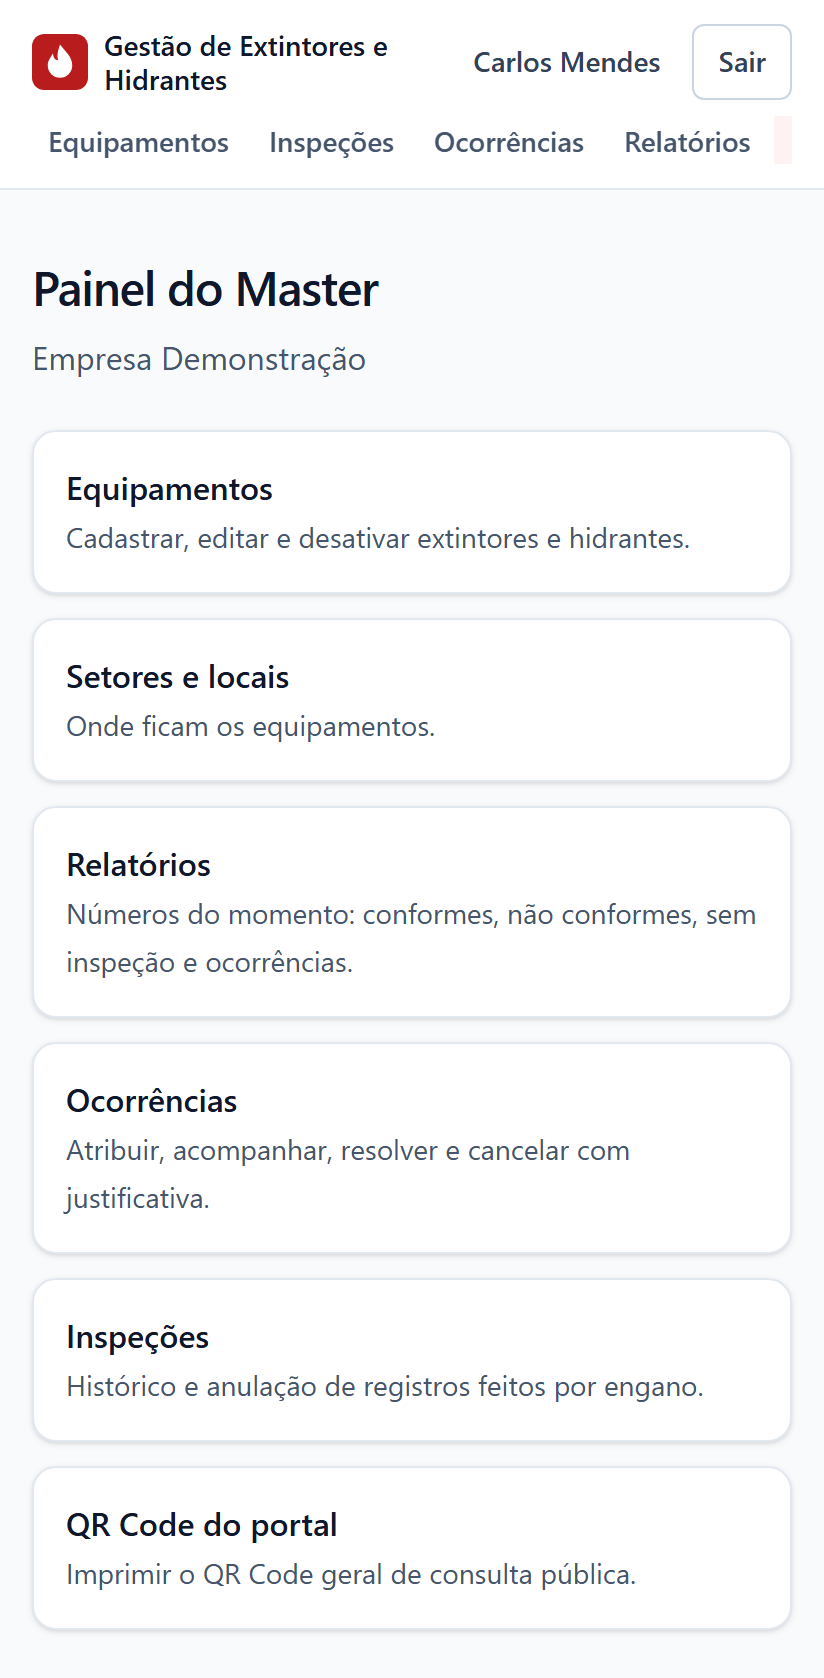 Gestão de Extintores e
Hidrantes
Carlos Mendes
Sair
Equipamentos
Inspeções
Ocorrências
Relatórios
Painel do Master
Empresa Demonstração
Equipamentos
Cadastrar, editar e desativar extintores e hidrantes.
Setores e locais
Onde ficam os equipamentos.
Relatórios
Números do momento: conformes, não conformes, sem
inspeção e ocorrências.
Ocorrências
Atribuir, acompanhar, resolver e cancelar com
justificativa.
Inspeções
Histórico e anulação de registros feitos por engano.
QR Code do portal
Imprimir o QR Code geral de consulta pública.